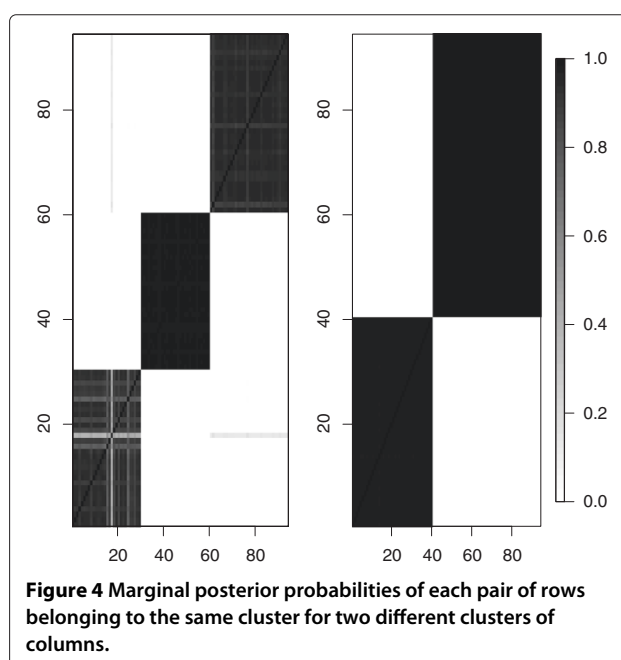 80
60
40
20
20 40 60 80
80
60
40
20
20 40 60 80
1.0
0.8
0.6
0.4
0.2
0.0
Figure 4 Marginal posterior probabilities of each pair of rows
belonging to the same cluster for two different clusters of
columns.